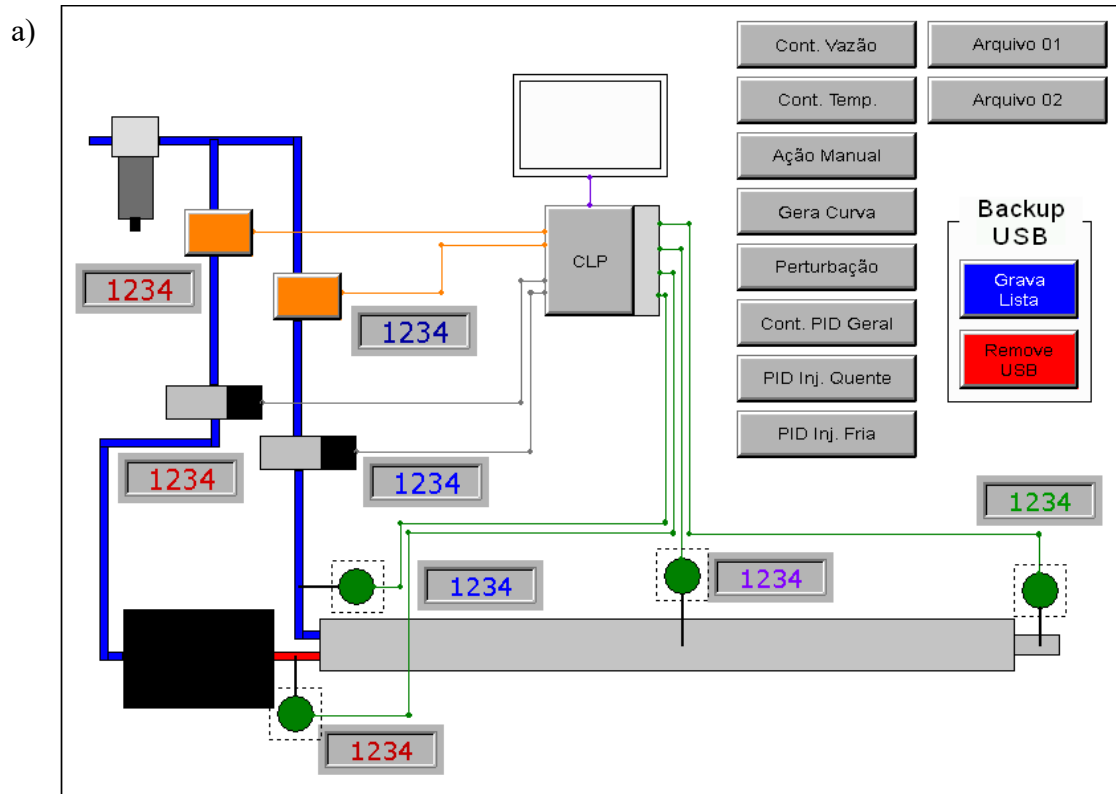 a)
Cont. Vazão
Arquivo 01
Cont. Temp.
Arquivo 02
Ação Manual
Gera Curva
Backup
USB
CLP
Perturbação
Grava
Lista
1234
1234
Cont. PID Geral
Remove
USB
PID Inj. Quente
PID Inj. Fria
1234
1234
1234
1234
1234
1234